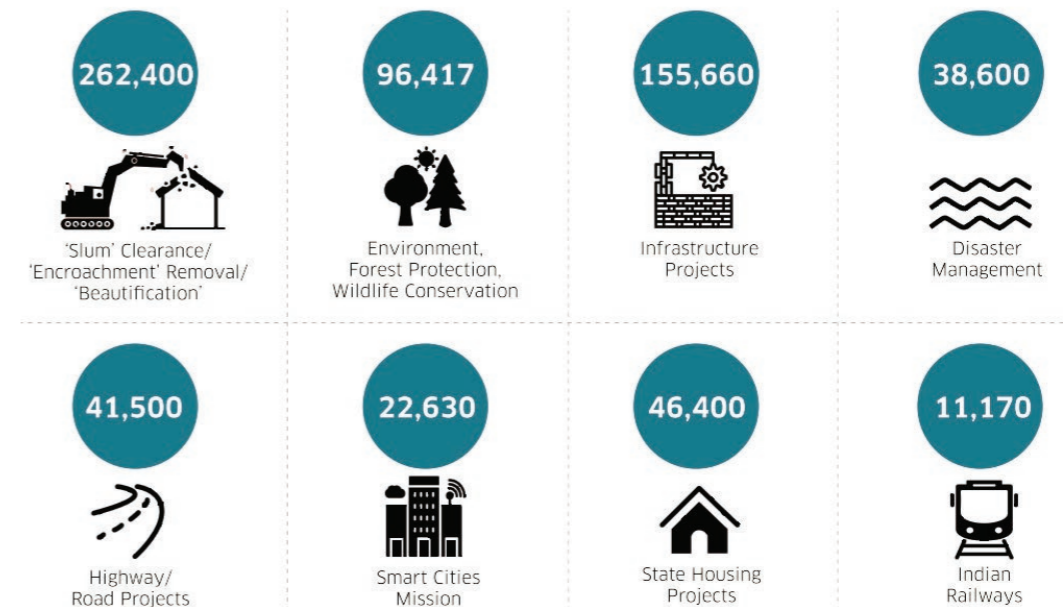 262,400
96,417
155,660
38,600
‘Slum’ Clearance/
‘Encroachment’ Removal/
‘Beautification’
Environment,
Forest Protection,
Wildlife Conservation
Infrastructure
Projects
Disaster
Management
41,500
22,630
46,400
11,170
Highway/
Road Projects
Smart Cities
Mission
State Housing
Projects
Indian
Railways